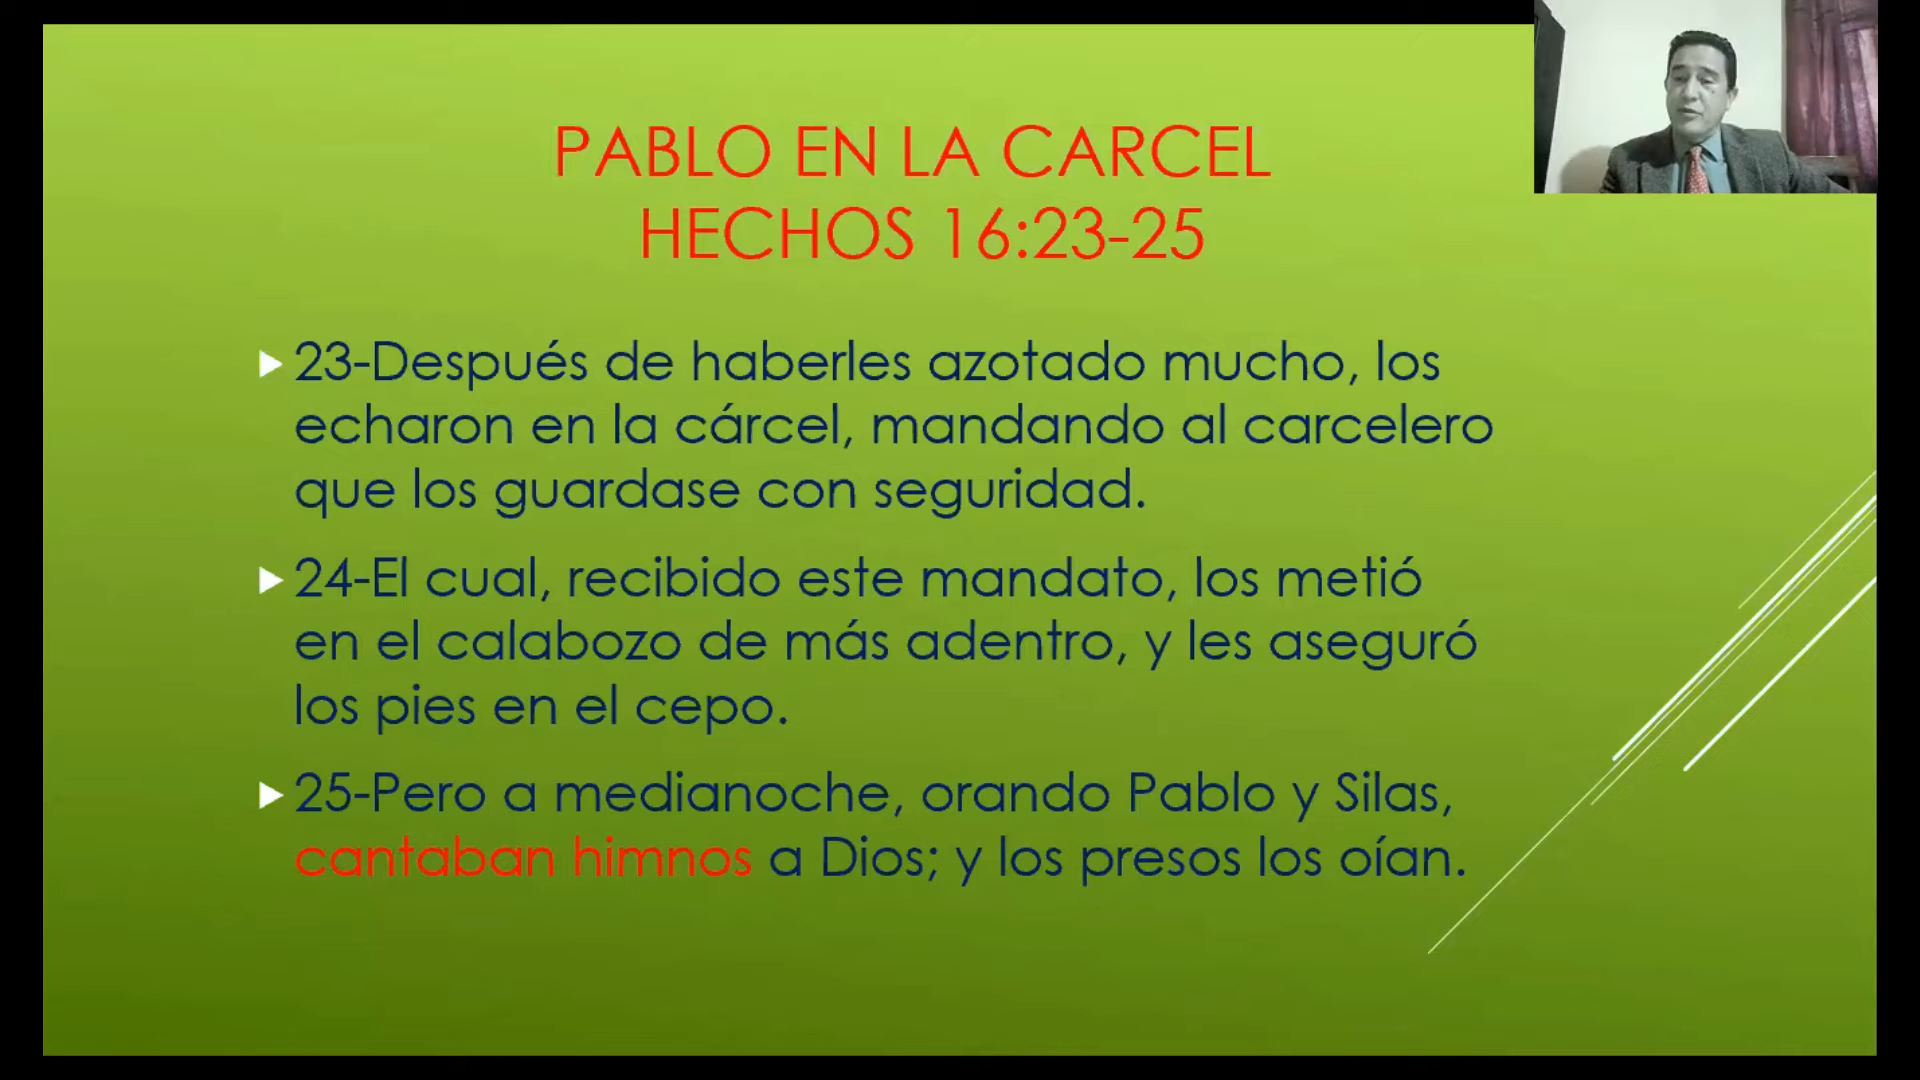 PABLO EN LA CARCEL
HECHOS 16:23-25
23-Después de haberles azotado mucho, los
echaron en la cárcel, mandando al carcelero
que los guardase con seguridad.
24-El cual, recibido este mandato, los metió
en el calabozo de más adentro, y les aseguró
los pies en el cepo.
25-Pero a medianoche, orando Pablo y Silas,
cantaban himnos a Dios; y los presos los oían.